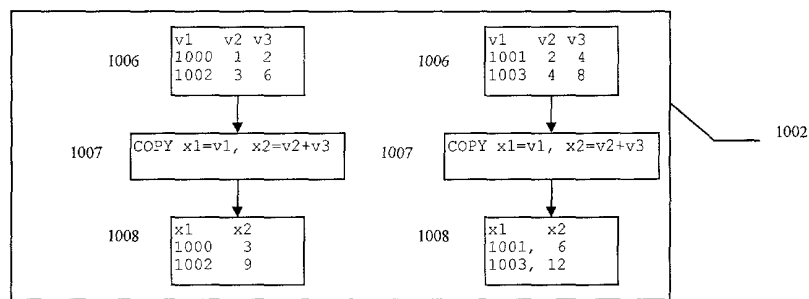 v1 v2 v3
1000 1 2
1002 3 6
1006
v1 v2 v3
1001 2 4
1003 4 8
1006
1002
1007
COPY x1=v1, x2=v2+v3
1007
COPY x1=v1, x2=v2+v3
1008
x1 x2
1000 3
1002 9
1008
x1 x2
1001, 6
1003, 12